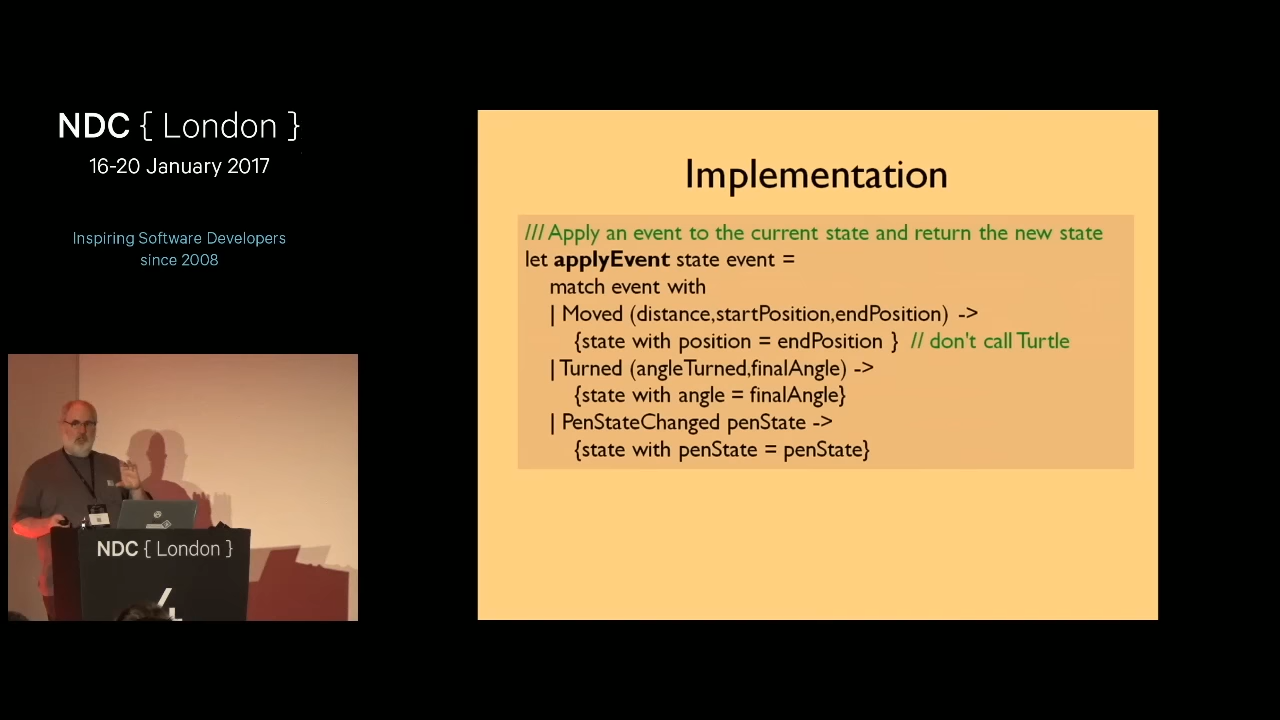 NDC { London }
16-20 January 2017
Inspiring Software Developers
since 2008
Implementation
/// Apply an event to the current state and return the new state
let applyEvent state event =
match event with
| Moved (distance,startPosition,endPosition) ->
{state with position = endPosition } // don't call Turtle
| Turned (angleTurned,finalAngle) ->
{state with angle = finalAngle}
| PenStateChanged penState ->
{state with penState = penState}
NDC { London }
4